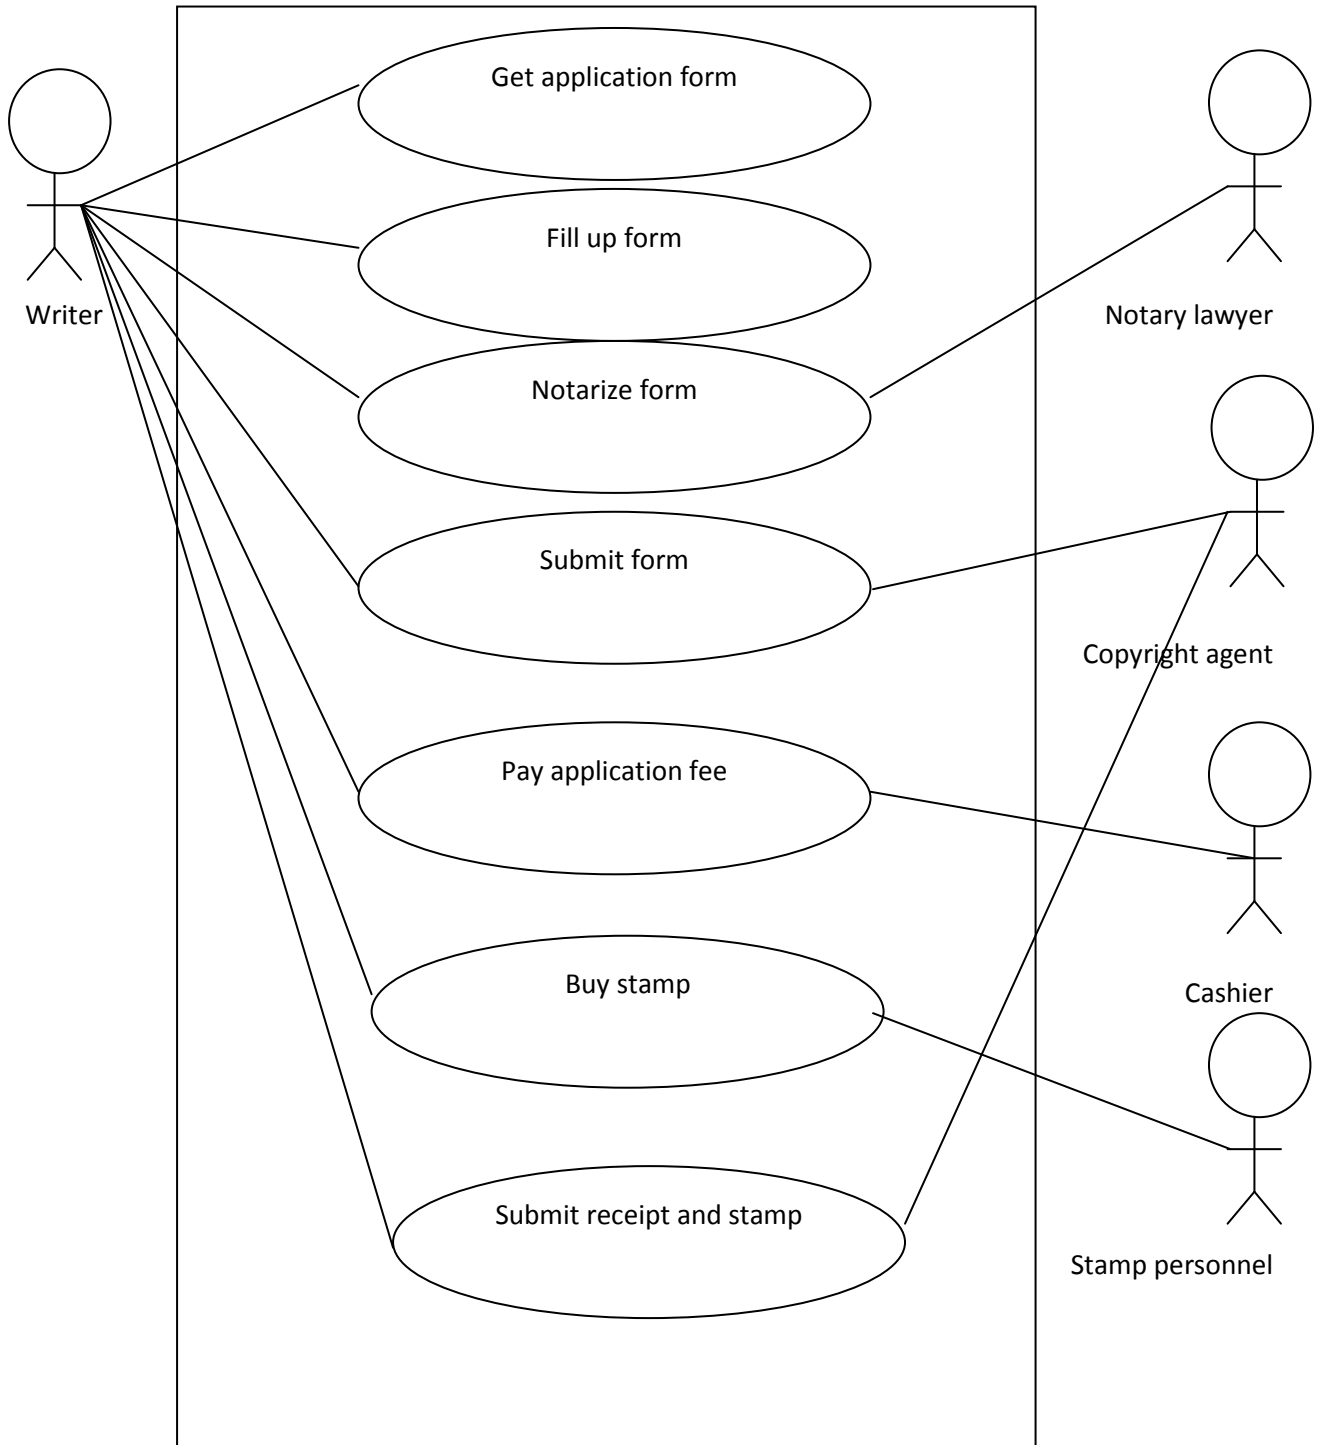 Get application form
Fill up form
Writer
Notary lawyer
Notarize form
Submit form
Copyright agent
Pay application fee
Buy stamp
Cashier
Submit receipt and stamp
Stamp personnel